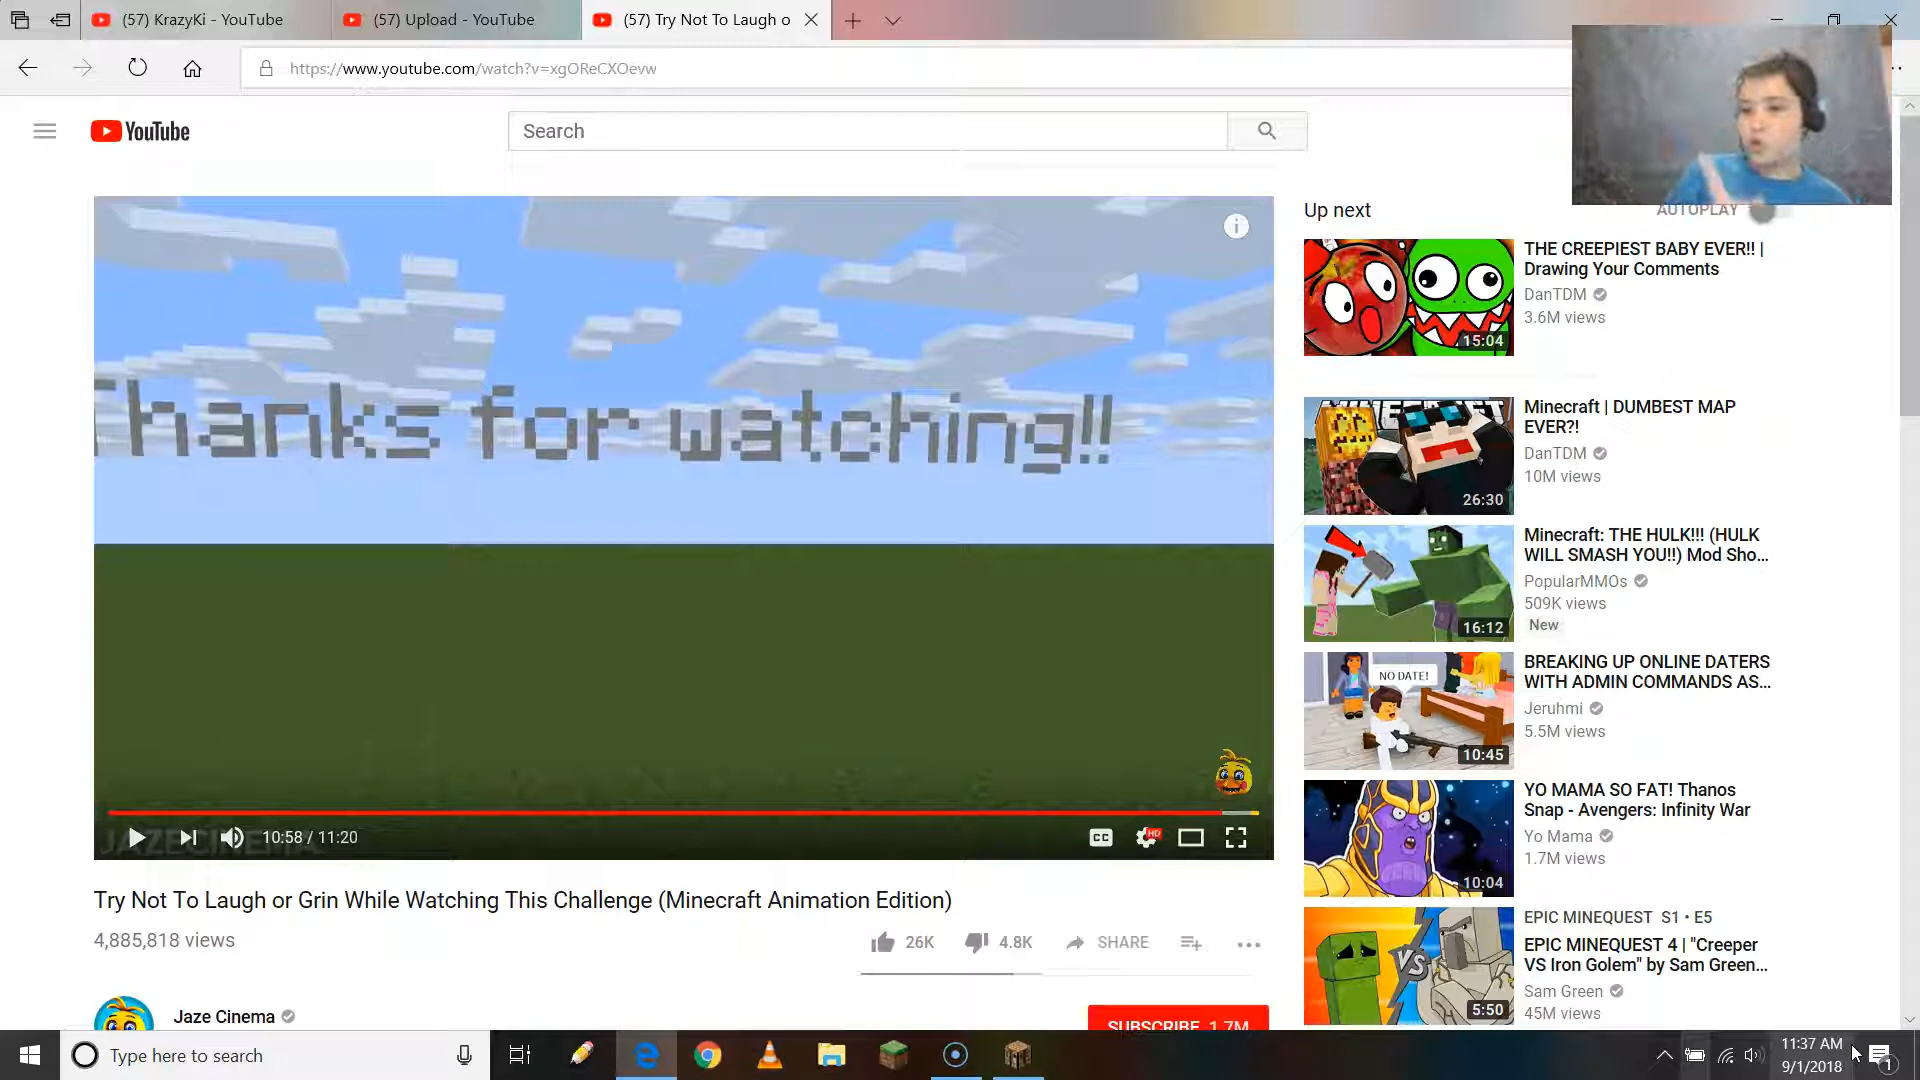 (57) KrazyKi - YouTube
(57) Upload - YouTube
(57) Try Not To Laugh o
https://www.youtube.com/watch?v=xgOReCXOevw
YouTube
Search
Thanks for watching!!
JAZECINEMA
10:58 / 11:20
CC
HD
Try Not To Laugh or Grin While Watching This Challenge (Minecraft Animation Edition)
4,885,818 views
26K
4.8K
SHARE
Jaze Cinema
SUBSCRIBE 1.7M
Up next
AUTOPLAY
15:04
THE CREEPIEST BABY EVER!! |
Drawing Your Comments
DanTDM
3.6M views
MINECRAFT
26:30
Minecraft | DUMBEST MAP
EVER?!
DanTDM
10M views
16:12
Minecraft: THE HULK!!! (HULK
WILL SMASH YOU!!) Mod Sho...
PopularMMOs
509K views
New
NO DATE!
10:45
BREAKING UP ONLINE DATERS
WITH ADMIN COMMANDS AS...
Jeruhmi
5.5M views
10:04
YO MAMA SO FAT! Thanos
Snap - Avengers: Infinity War
Yo Mama
1.7M views
VS
5:50
EPIC MINEQUEST S1 • E5
EPIC MINEQUEST 4 | "Creeper
VS Iron Golem" by Sam Green...
Sam Green
45M views
Type here to search
11:37 AM
9/1/2018
1